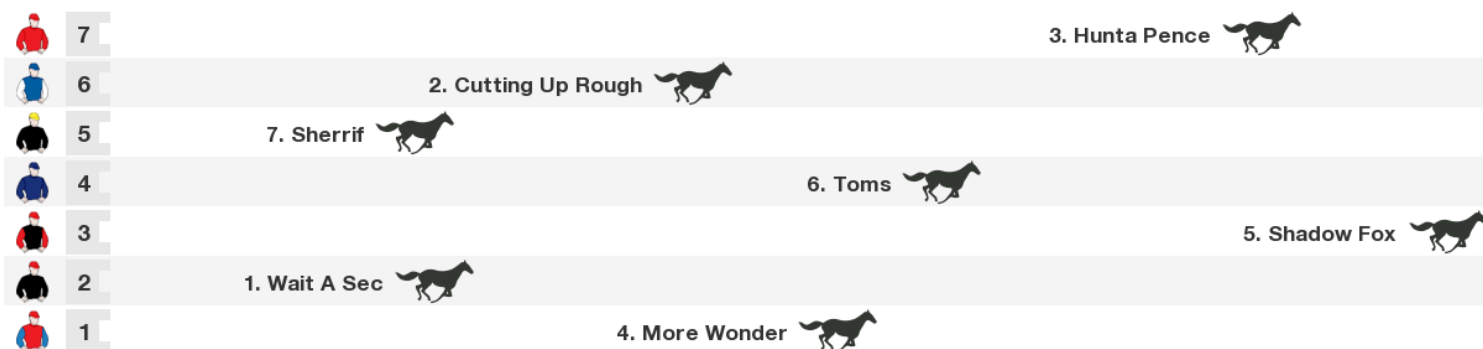 7 3. Hunta Pence
6 2. Cutting Up Rough
5 7. Sherrif
4 6. Toms
3 5. Shadow Fox
2 1. Wait A Sec
1 4. More Wonder